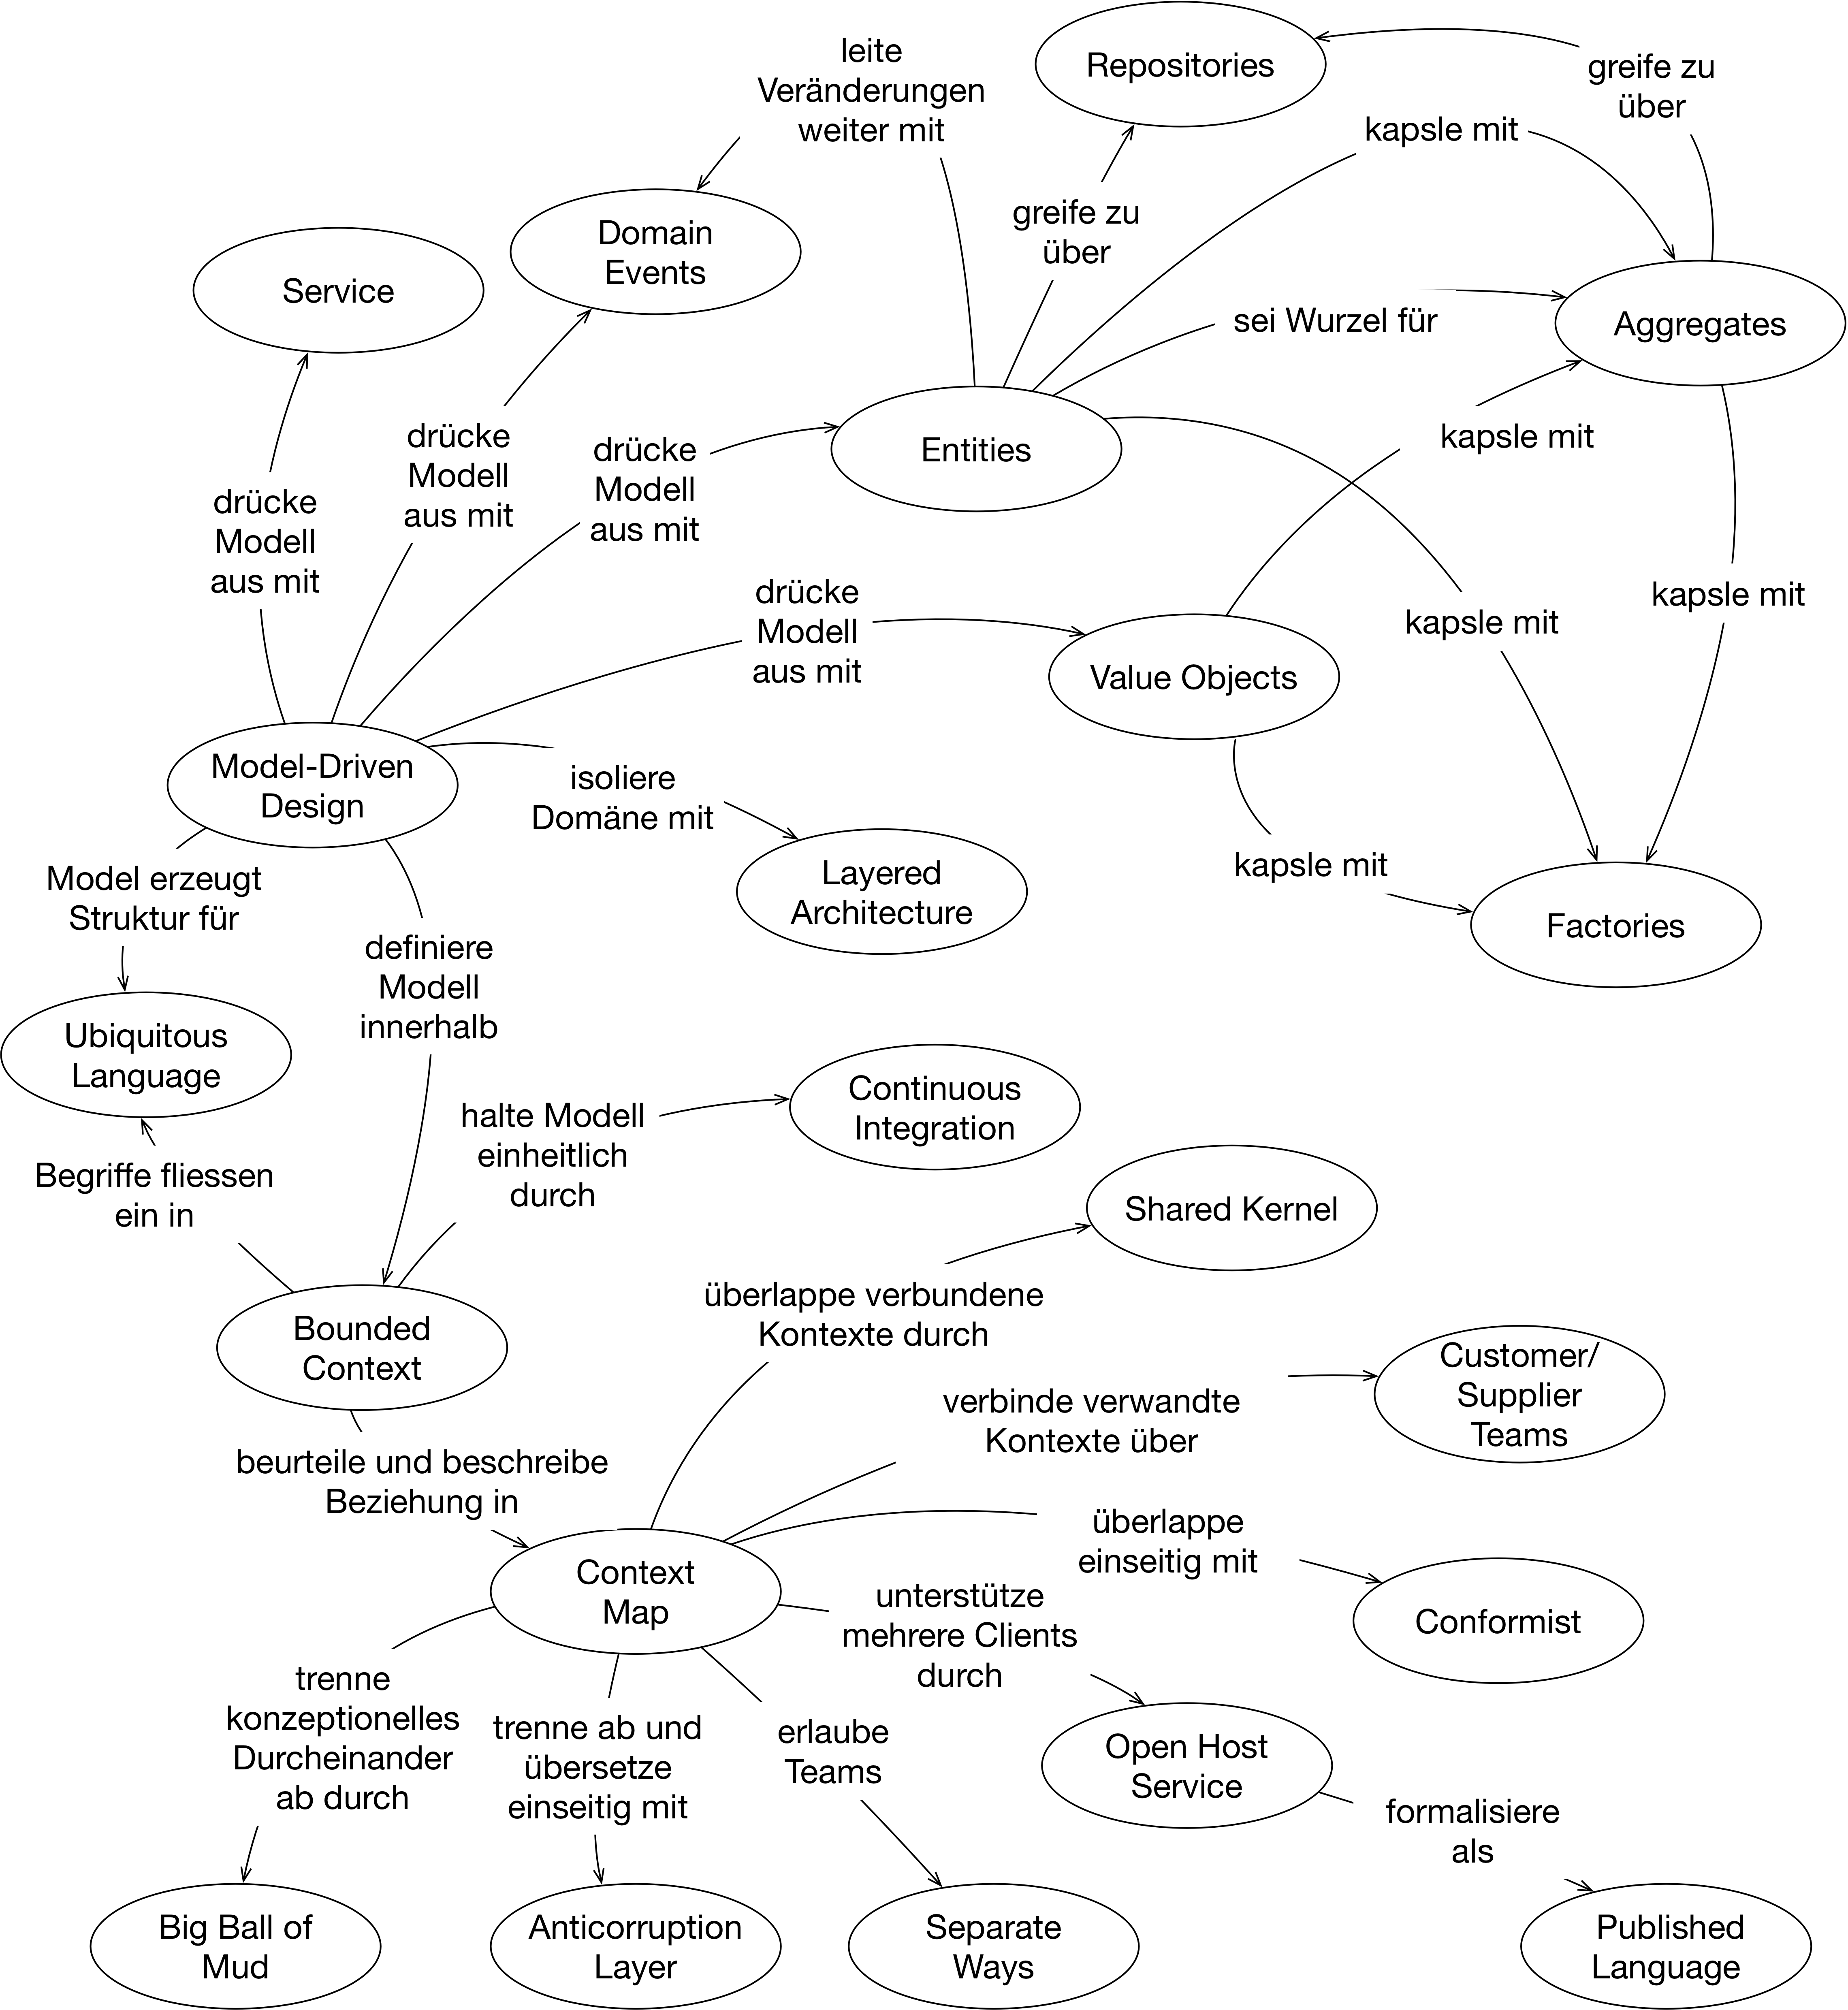 leite
Veränderungen
weiter mit
Repositories
greife zu
über
kapsle mit
greife zu
über
Domain
Events
Service
sei Wurzel für
Aggregates
drücke
Modell
aus mit
drücke
Modell
aus mit
Entities
kapsle mit
drücke
Modell
aus mit
drücke
Modell
aus mit
kapsle mit
kapsle mit
Value Objects
Model-Driven
Design
isoliere
Domäne mit
kapsle mit
Layered
Architecture
Factories
Model erzeugt
Struktur für
definiere
Modell
innerhalb
Ubiquitous
Language
halte Modell
einheitlich
durch
Continuous
Integration
Begriffe fliessen
ein in
Shared Kernel
Bounded
Context
überlappe verbundene
Kontexte durch
Customer/
Supplier
Teams
verbinde verwandte
Kontexte über
beurteile und beschreibe
Beziehung in
überlappe
einseitig mit
Context
Map
unterstütze
mehrere Clients
durch
Conformist
trenne
konzeptionelles
Durcheinander
ab durch
trenne ab und
übersetze
einseitig mit
erlaube
Teams
Open Host
Service
formalisiere
als
Big Ball of
Mud
Anticorruption
Layer
Separate
Ways
Published
Language